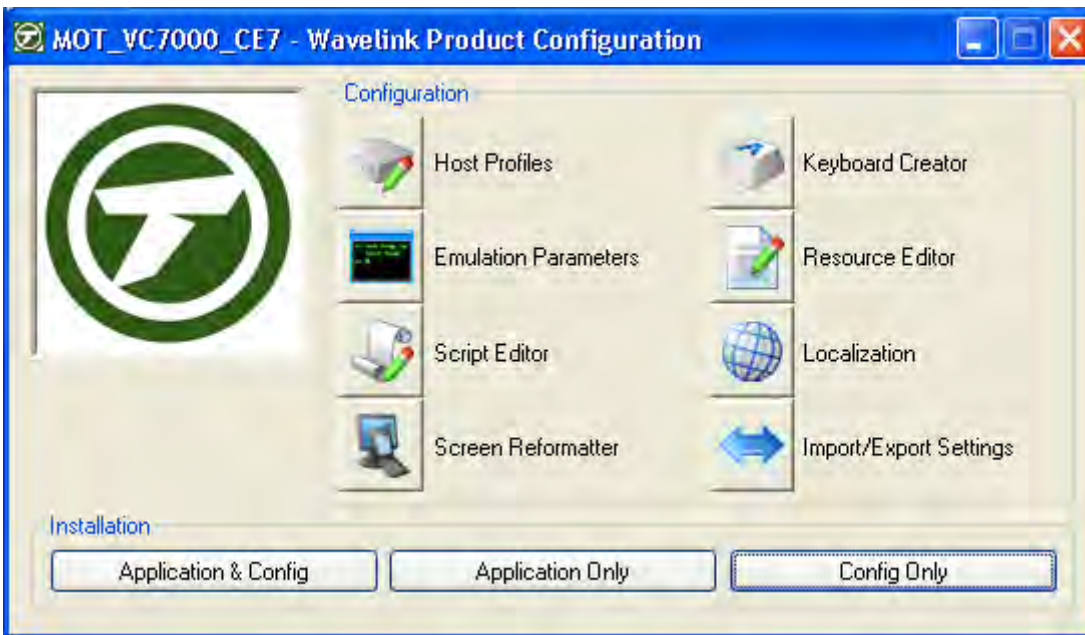 MOT_VC7000_CE7 - Wavelink Product Configuration
Configuration
Host Profiles
Keyboard Creator
Emulation Parameters
Resource Editor
Script Editor
Localization
Screen Reformatter
Import/Export Settings
Installation
Application & Config
Application Only
Config Only